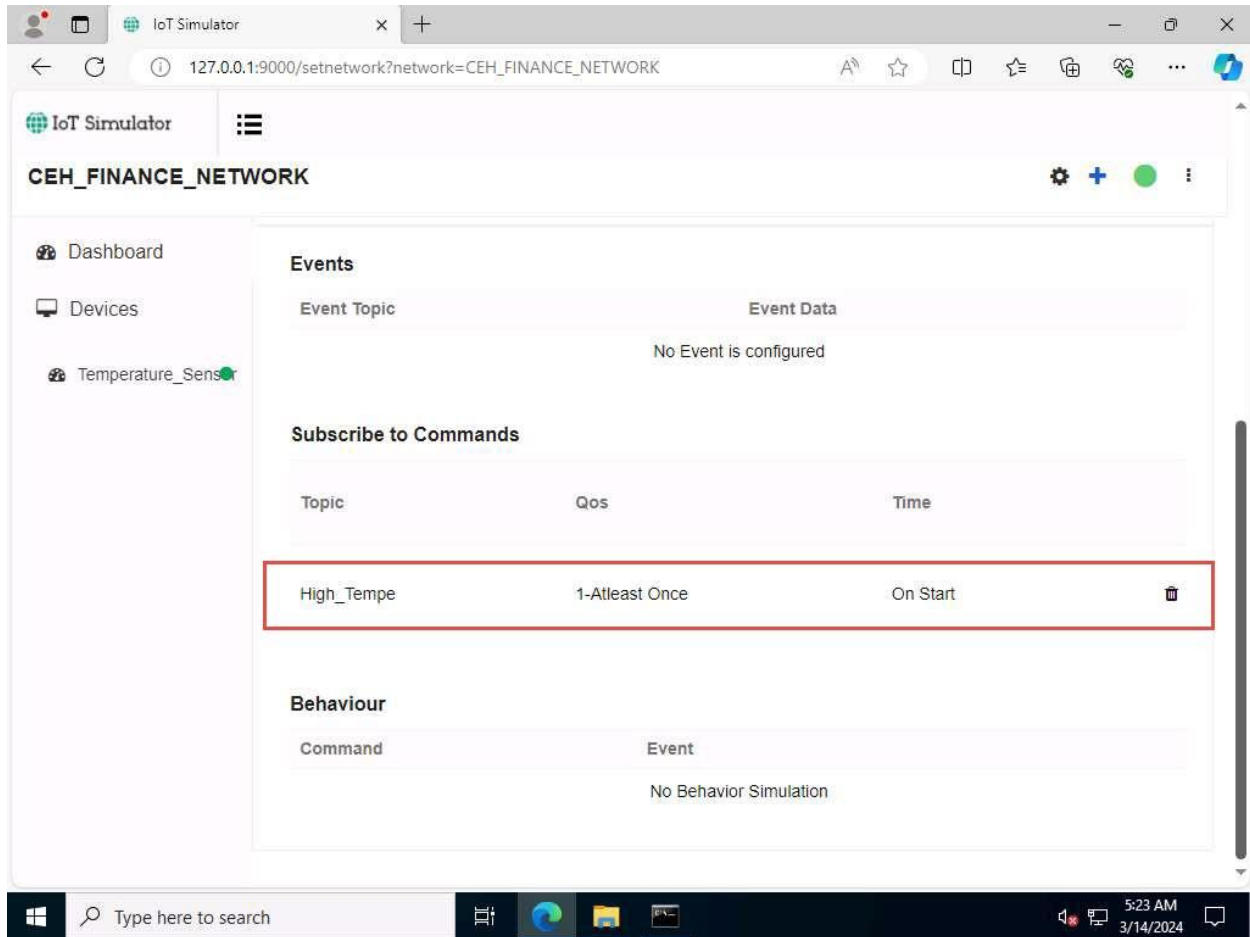 IoT Simulator
127.0.0.1:9000/setnetwork?network=CEH_FINANCE_NETWORK
IoT Simulator
CEH_FINANCE_NETWORK
Dashboard
Devices
Temperature_Sensor
Events
Event Topic Event Data
No Event is configured
Subscribe to Commands
Topic Qos Time
High_Tempe 1-Atleast Once On Start
Behaviour
Command Event
No Behavior Simulation
Type here to search
5:23 AM
3/14/2024